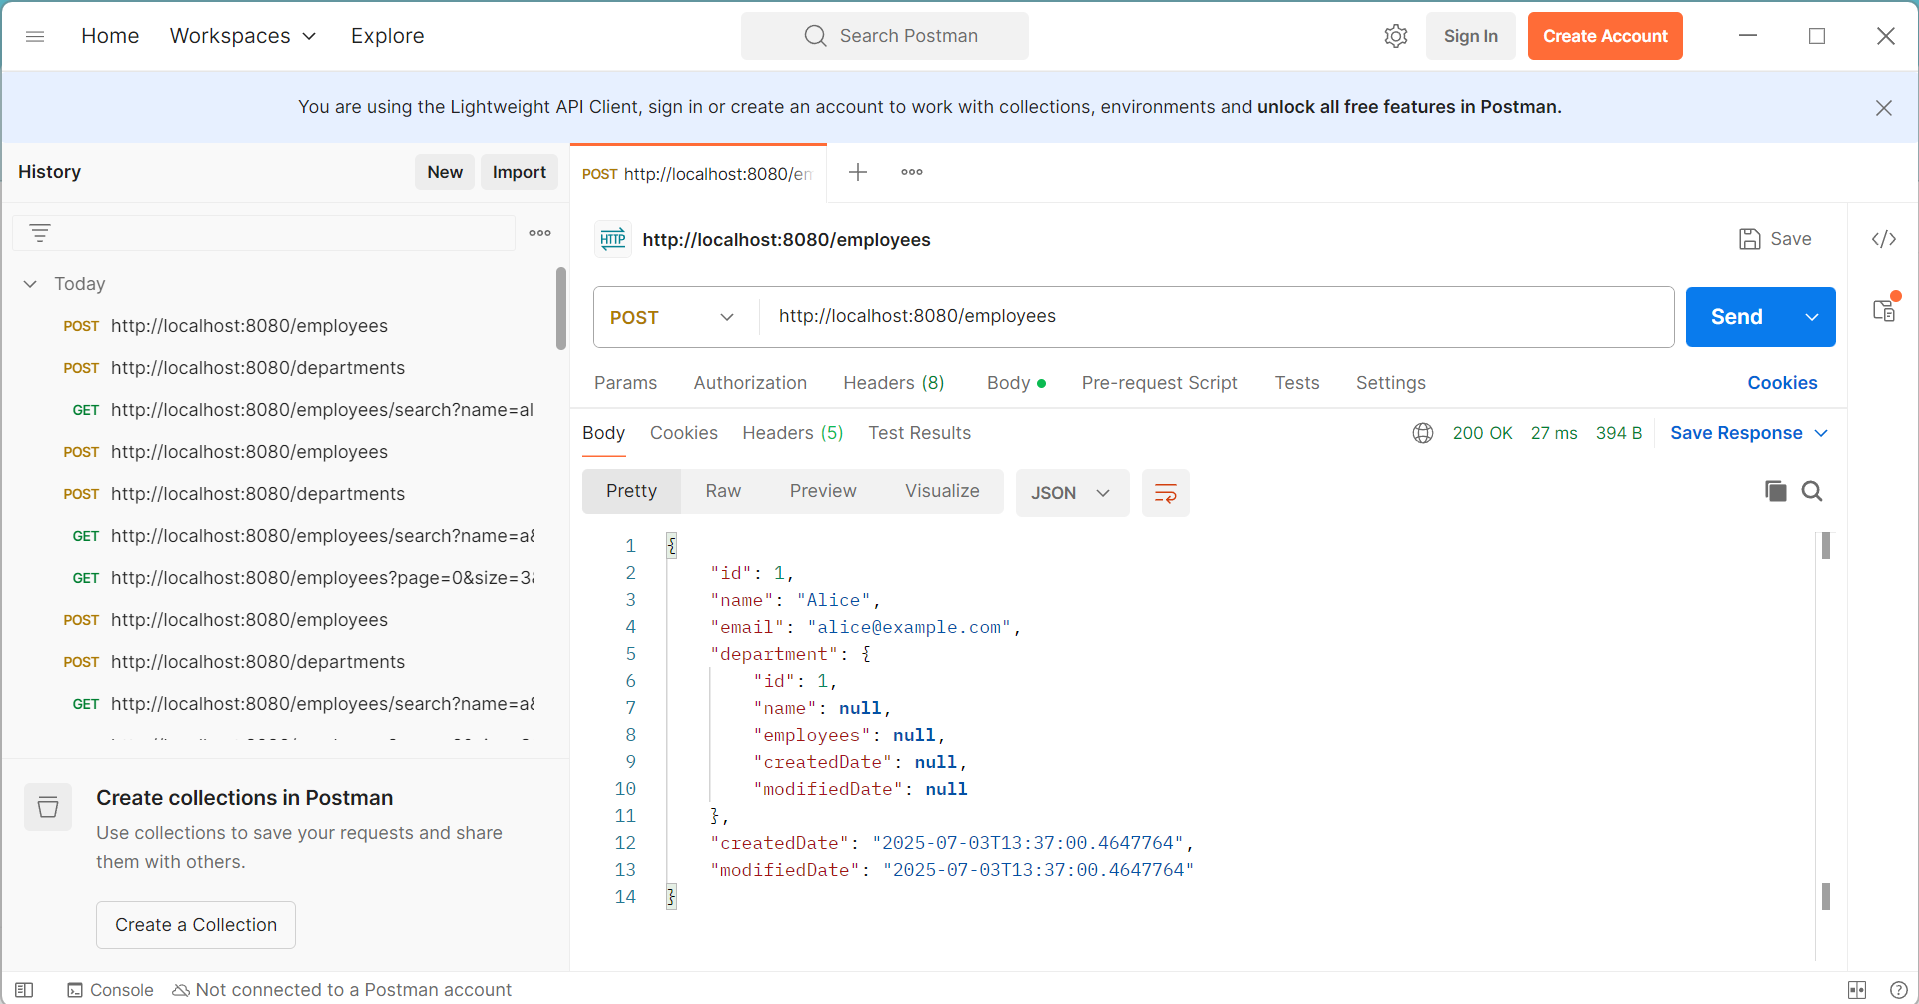 Home Workspaces Explore Search Postman Sign In Create Account
You are using the Lightweight API Client, sign in or create an account to work with collections, environments and unlock all free features in Postman.
History New Import
Today
POST http://localhost:8080/employees
POST http://localhost:8080/departments
GET http://localhost:8080/employees/search?name=al
POST http://localhost:8080/employees
POST http://localhost:8080/departments
GET http://localhost:8080/employees/search?name=a&
GET http://localhost:8080/employees?page=0&size=3&
POST http://localhost:8080/employees
POST http://localhost:8080/departments
GET http://localhost:8080/employees/search?name=a&
Create collections in Postman
Use collections to save your requests and share
them with others.
Create a Collection
POST http://localhost:8080/em
HTTP http://localhost:8080/employees Save
POST http://localhost:8080/employees Send
Params Authorization Headers (8) Body Pre-request Script Tests Settings Cookies
Body Cookies Headers (5) Test Results 200 OK 27 ms 394 B Save Response
Pretty Raw Preview Visualize JSON
1 {
2 "id": 1,
3 "name": "Alice",
4 "email": "alice@example.com",
5 "department": {
6 "id": 1,
7 "name": null,
8 "employees": null,
9 "createdDate": null,
10 "modifiedDate": null
11 },
12 "createdDate": "2025-07-03T13:37:00.4647764",
13 "modifiedDate": "2025-07-03T13:37:00.4647764"
14 }
Console Not connected to a Postman account